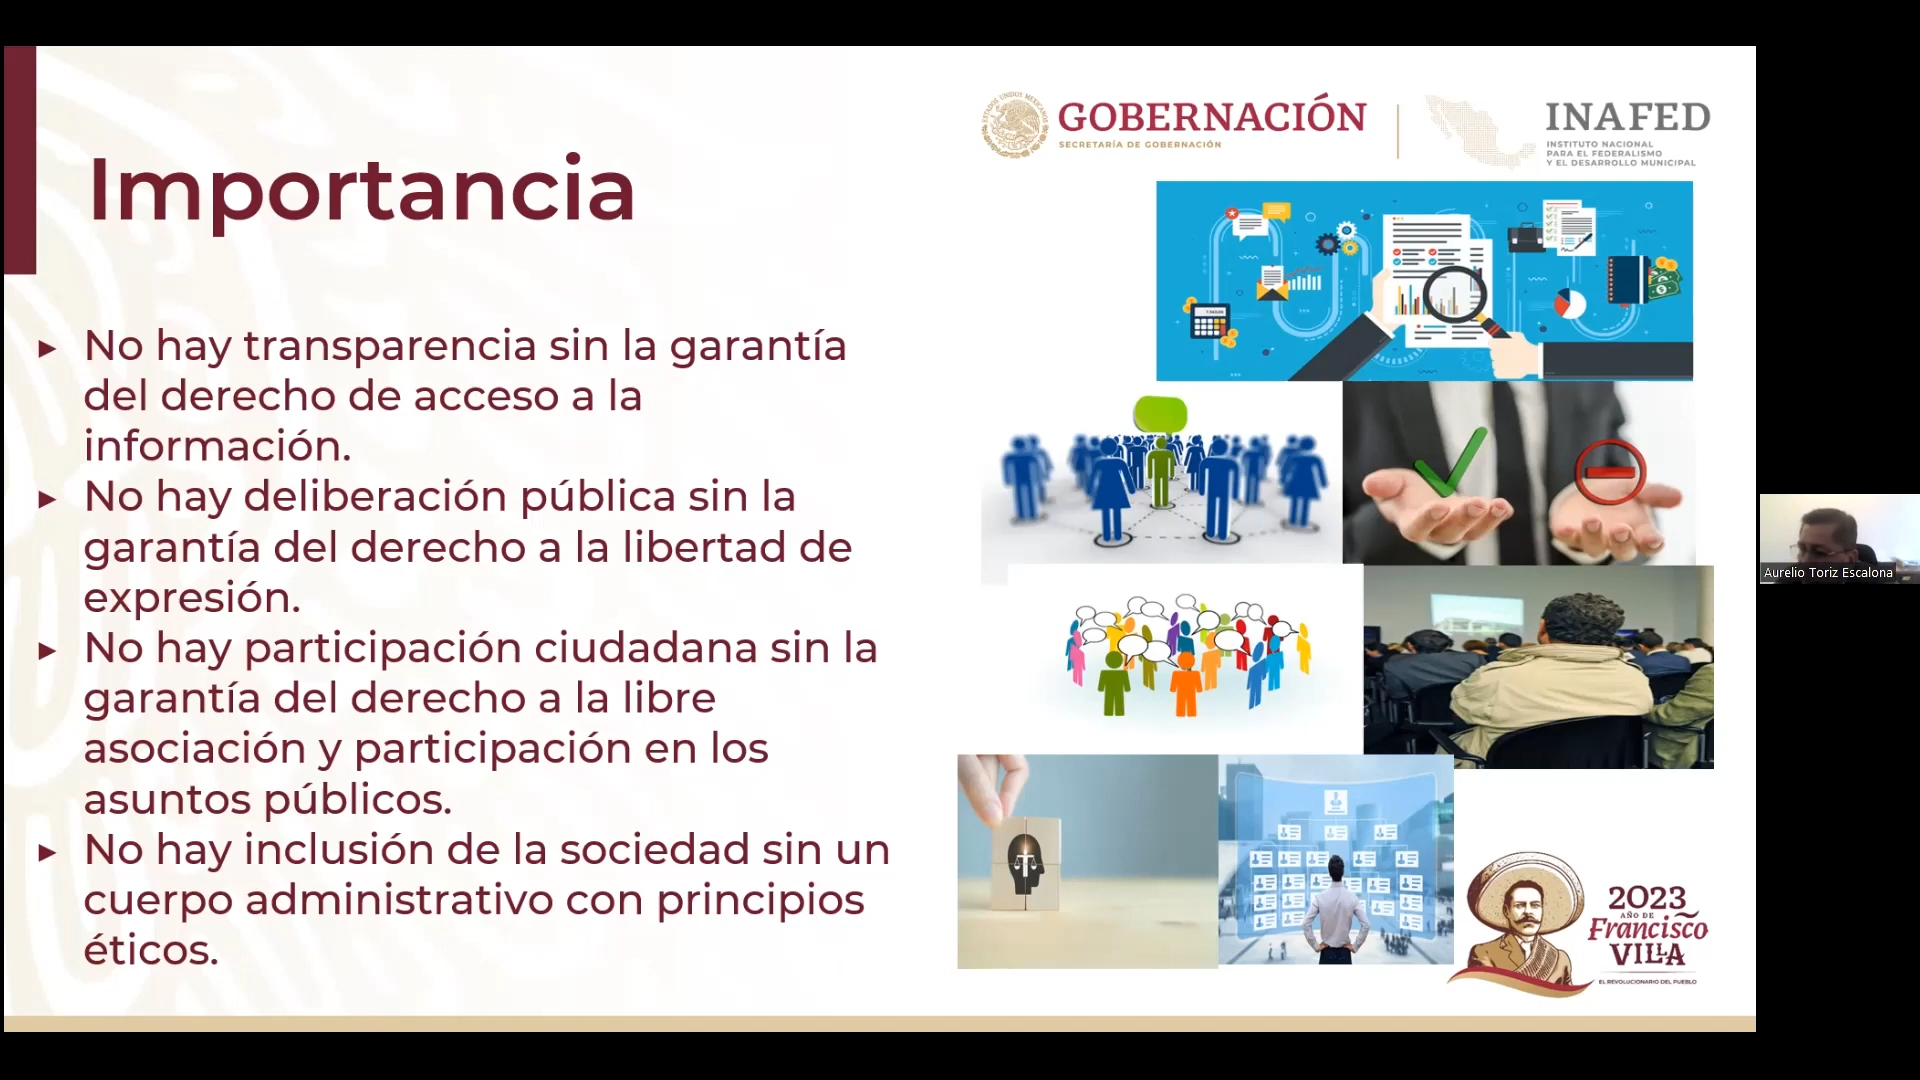 GOBERNACIÓN
SECRETARÍA DE GOBERNACIÓN
INAFED
INSTITUTO NACIONAL
PARA EL FEDERALISMO
Y EL DESARROLLO MUNICIPAL
Importancia
▸ No hay transparencia sin la garantía
del derecho de acceso a la
información.
▸ No hay deliberación pública sin la
garantía del derecho a la libertad de
expresión.
▸ No hay participación ciudadana sin la
garantía del derecho a la libre
asociación y participación en los
asuntos públicos.
▸ No hay inclusión de la sociedad sin un
cuerpo administrativo con principios
éticos.
Aurelio Toriz Escalona
2023
AÑO DE
Francisco
VILLA
EL REVOLUCIONARIO DEL PUEBLO